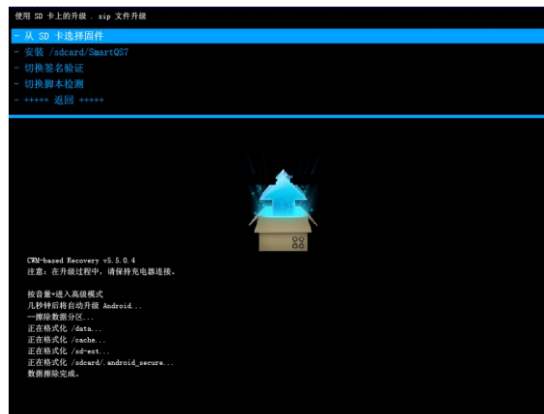 使用 SD 卡上的升级 . zip 文件升级
- 从 SD 卡选择固件
- 安装 /sdcard/SmartQS7
- 切换签名验证
- 切换脚本检测
- +++++ 返回 +++++
CWM-based Recovery v5.5.0.4
注意：在升级过程中，请保持充电器连接。
按音量+进入高级模式
几秒钟后将自动升级 Android...
--擦除数据分区...
正在格式化 /data...
正在格式化 /cache...
正在格式化 /sd-ext...
正在格式化 /sdcard/.android_secure...
数据擦除完成。